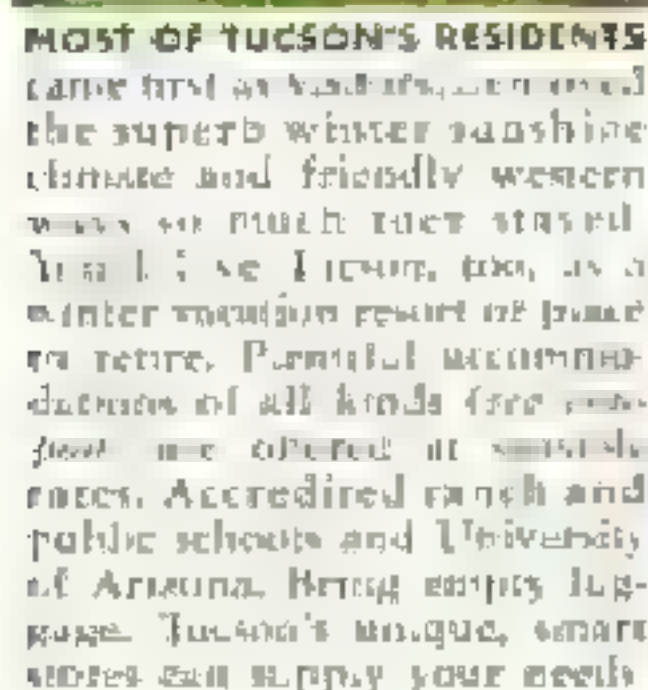 MOST OF TUCSON'S RESIDENTS
came first as
the superb winter sunshine
climate and friendly western
ways so much they stayed
Tucson, too, as a
winter vacation resort or place
to retire. Plentiful accommo-
dations of all kinds (see
are offered at
rates. Accredited ranch and
public schools and University
of Arizona. Bring empty lug-
gage. Tucson's unique, smart
stores can supply your needs